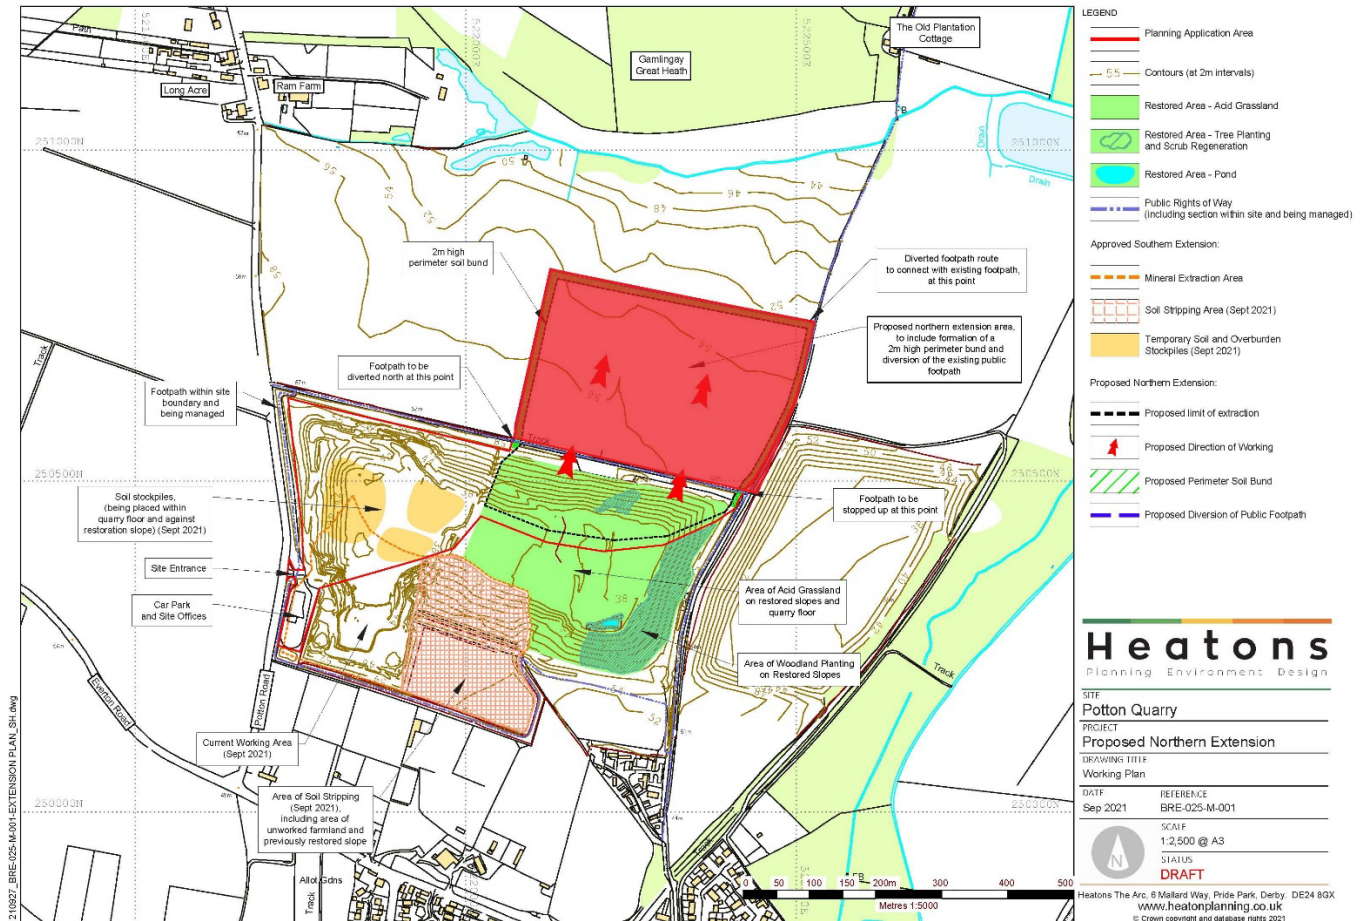 Path
Long Acre
Ram Farm
Gamlingay
Great Heath
The Old Plantation
Cottage
251000N
251000N
Drain
Drain
2m high
perimeter soil bund
Diverted footpath route
to connect with existing footpath,
at this point
Proposed northern extension area,
to include formation of a
2m high perimeter bund and
diversion of the existing public
footpath
Footpath to be
diverted north at this point
Footpath within site
boundary and
being managed
Track
Track
250500N
250500N
Soil stockpiles,
(being placed within
quarry floor and against
restoration slope) (Sept 2021)
Footpath to be
stopped up at this point
Site Entrance
Car Park
and Site Offices
Area of Acid Grassland
on restored slopes and
quarry floor
Area of Woodland Planting
on Restored Slopes
Track
Potton Road
Everton Road
Current Working Area
(Sept 2021)
Area of Soil Stripping
(Sept 2021),
including area of
unworked farmland and
previously restored slope
250000N
250000N
Allot Gdns
Track
Track
0 50 100 150 200m 300 400 500
Metres 1:5000
210927_BRE-025-M-001-EXTENSION PLAN_SH.dwg
LEGEND
Planning Application Area
55
Contours (at 2m intervals)
Restored Area - Acid Grassland
Restored Area - Tree Planting
and Scrub Regeneration
Restored Area - Pond
Public Rights of Way
(including section within site and being managed)
Approved Southern Extension:
Mineral Extraction Area
Soil Stripping Area (Sept 2021)
Temporary Soil and Overburden
Stockpiles (Sept 2021)
Proposed Northern Extension:
Proposed limit of extraction
Proposed Direction of Working
Proposed Perimeter Soil Bund
Proposed Diversion of Public Footpath
Heatons
Planning Environment Design
SITE
Potton Quarry
PROJECT
Proposed Northern Extension
DRAWING TITLE
Working Plan
DATE
Sep 2021
REFERENCE
BRE-025-M-001
N
SCALE
1:2,500 @ A3
STATUS
DRAFT
Heatons The Arc, 6 Mallard Way, Pride Park, Derby, DE24 8GX
www.heatonplanning.co.uk
© Crown copyright and database rights 2021